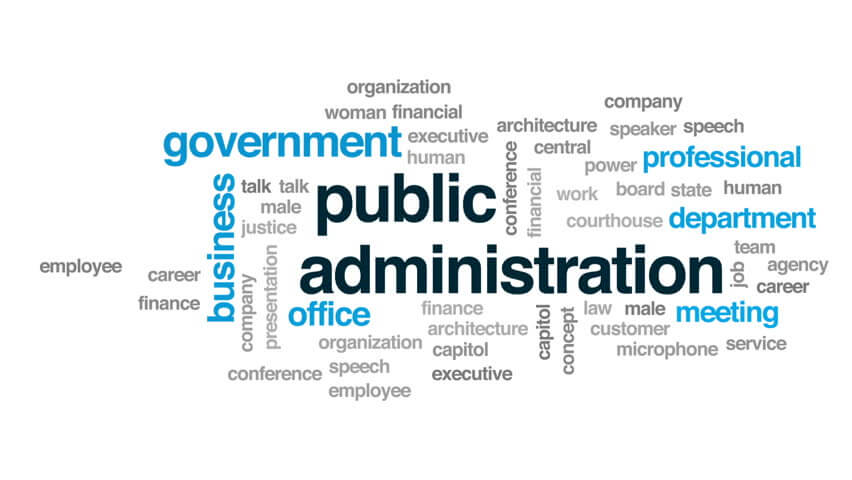 organization
woman financial
company
government
executive
architecture
speaker speech
human
central
conference
power
professional
business
talk talk
public
financial
work
board state
human
male
justice
courthouse
department
employee
career
administration
team
job
agency
career
finance
company
presentation
office
finance
capitol
concept
law
male
meeting
architecture
customer
organization
capitol
microphone
service
conference
speech
executive
employee